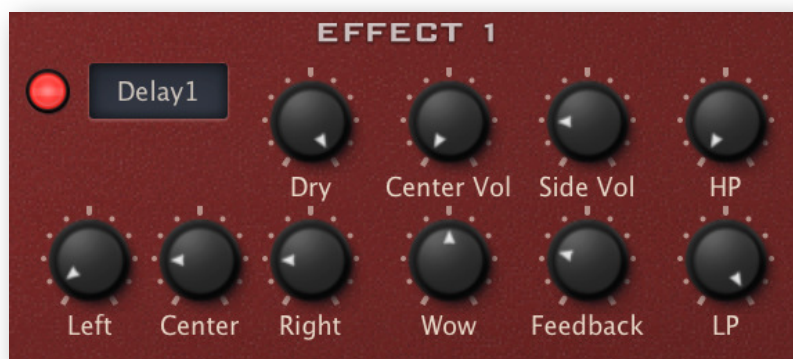 EFFECT 1
Delay1
Dry Center Vol Side Vol HP
Left Center Right Wow Feedback LP